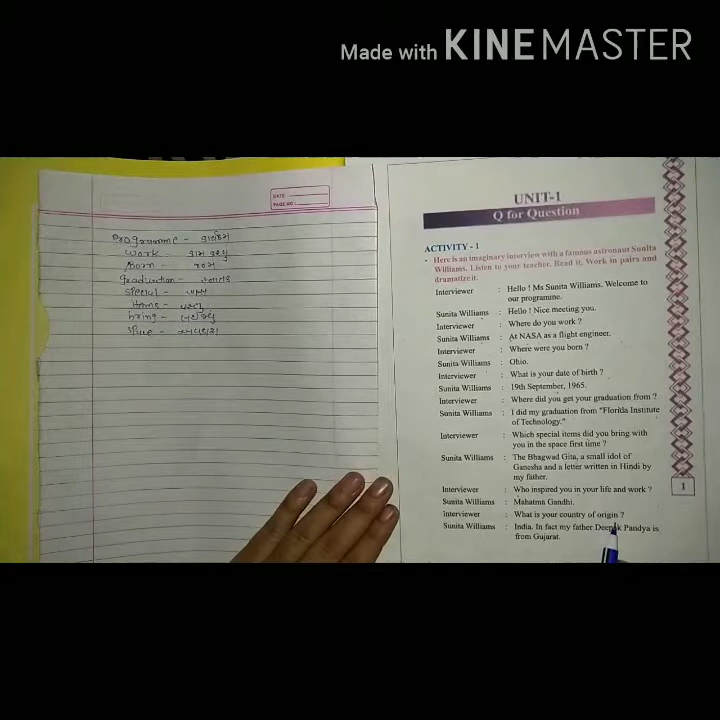 Made with KINEMASTER
DATE :
PAGE NO :
Programme - કાર્યક્રમ
Work - કામ કરવું
Born - જન્મ
graduation - સ્નાતક
Special - ખાસ
items - વસ્તુ
bring - લાવવું
UNIT-1
Q for Question
ACTIVITY - 1
• Here is an imaginary interview with a famous astronaut Sunita
Williams. Listen to your teacher. Read it. Work in pairs and
dramatize it.
Interviewer : Hello ! Ms Sunita Williams. Welcome to
our programme.
Sunita Williams : Hello ! Nice meeting you.
Interviewer : Where do you work ?
Sunita Williams : At NASA as a flight engineer.
Interviewer : Where were you born ?
Sunita Williams : Ohio.
Interviewer : What is your date of birth ?
Sunita Williams : 19th September, 1965.
Interviewer : Where did you get your graduation from ?
Sunita Williams : I did my graduation from "Florida Institute
of Technology."
Interviewer : Which special items did you bring with
you in the space first time ?
Sunita Williams : The Bhagwad Gita, a small idol of
Ganesha and a letter written in Hindi by
my father.
Interviewer : Who inspired you in your life and work ?
Sunita Williams : Mahatma Gandhi.
Interviewer : What is your country of origin ?
Sunita Williams : India. In fact my father Deepak Pandya is
from Gujarat.
1